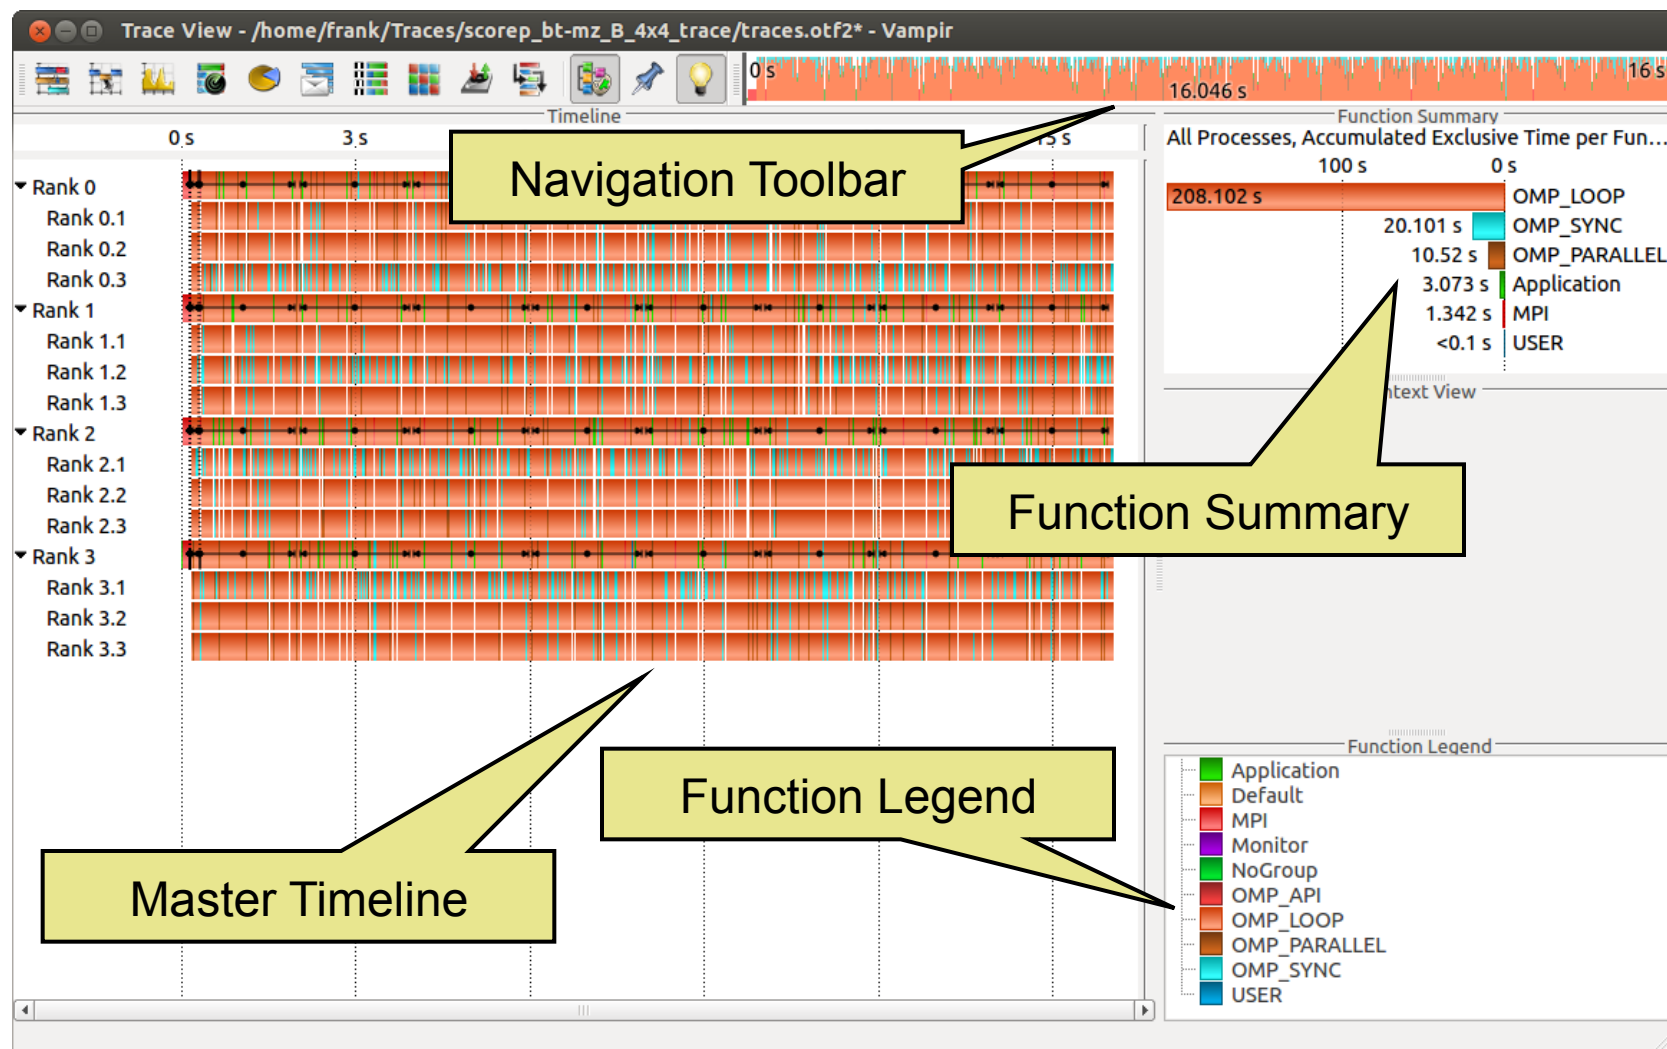 Trace View - /home/frank/Traces/scorep_bt-mz_B_4x4_trace/traces.otf2* - Vampir
0 s
16 s
16.046 s
Timeline
0 s
3 s
Navigation Toolbar
Rank 0
Rank 0.1
Rank 0.2
Rank 0.3
Rank 1
Rank 1.1
Rank 1.2
Rank 1.3
Rank 2
Rank 2.1
Rank 2.2
Rank 2.3
Rank 3
Rank 3.1
Rank 3.2
Rank 3.3
Master Timeline
Function Summary
All Processes, Accumulated Exclusive Time per Fun...
100 s
0 s
208.102 s OMP_LOOP
20.101 s OMP_SYNC
10.52 s OMP_PARALLEL
3.073 s Application
1.342 s MPI
<0.1 s USER
View
Function Summary
Function Legend
Function Legend
Application
Default
MPI
Monitor
NoGroup
OMP_API
OMP_LOOP
OMP_PARALLEL
OMP_SYNC
USER